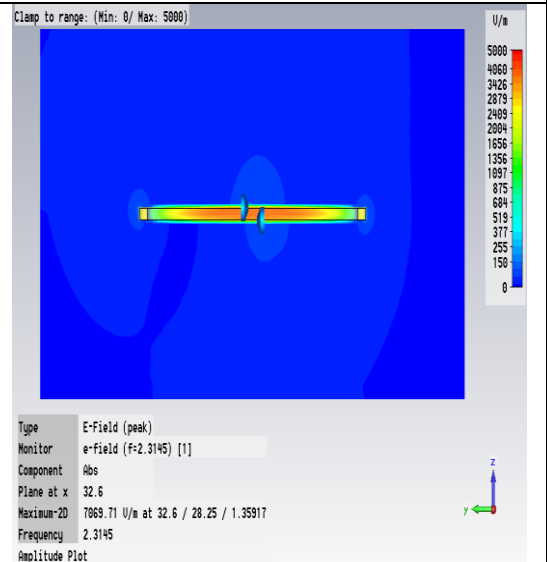 Clamp to range: (Min: 0/ Max: 5000)
V/m
5000
4060
3426
2879
2409
2004
1656
1356
1097
875
684
519
377
255
150
0
Type E-Field (peak)
Monitor e-field (f=2.3145) [1]
Component Abs
Plane at x 32.6
Maximum-2D 7069.71 V/m at 32.6 / 28.25 / 1.35917
Frequency 2.3145
Amplitude Plot
z
y